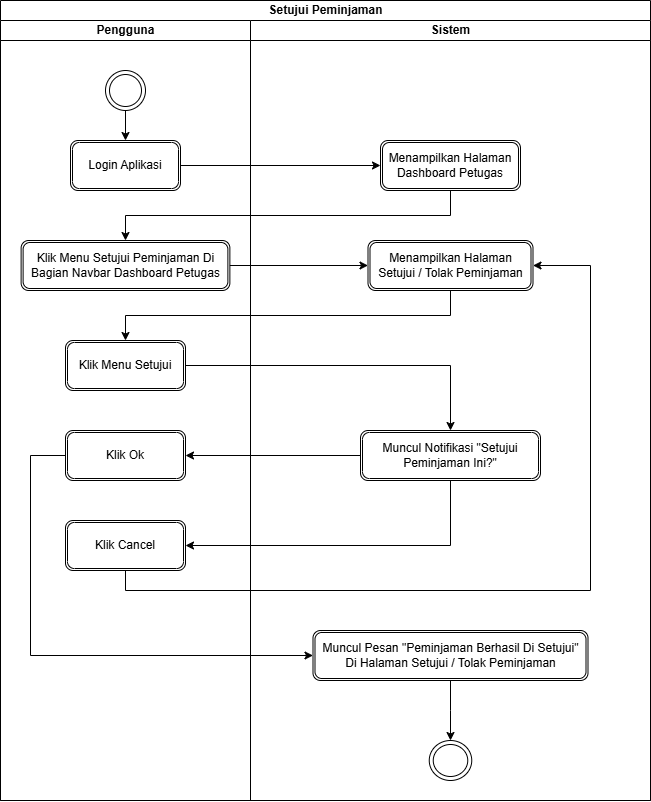 Setujui Peminjaman
Pengguna
Sistem
Login Aplikasi
Menampilkan Halaman
Dashboard Petugas
Klik Menu Setujui Peminjaman Di
Bagian Navbar Dashboard Petugas
Menampilkan Halaman
Setujui / Tolak Peminjaman
Klik Menu Setujui
Klik Ok
Muncul Notifikasi "Setujui
Peminjaman Ini?"
Klik Cancel
Muncul Pesan "Peminjaman Berhasil Di Setujui"
Di Halaman Setujui / Tolak Peminjaman